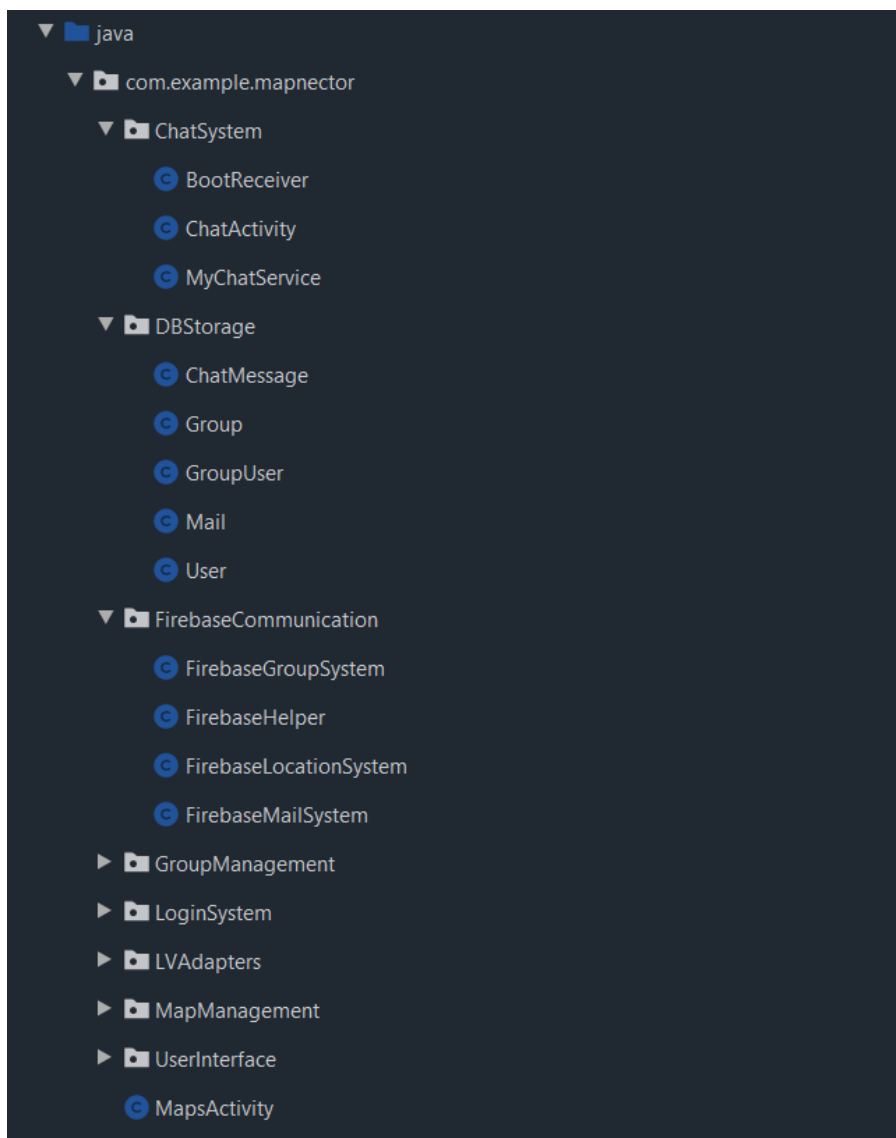 java
com.example.mapnector
ChatSystem
BootReceiver
ChatActivity
MyChatService
DBStorage
ChatMessage
Group
GroupUser
Mail
User
FirebaseCommunication
FirebaseGroupSystem
FirebaseHelper
FirebaseLocationSystem
FirebaseMailSystem
GroupManagement
LoginSystem
LVAdapters
MapManagement
UserInterface
MapsActivity